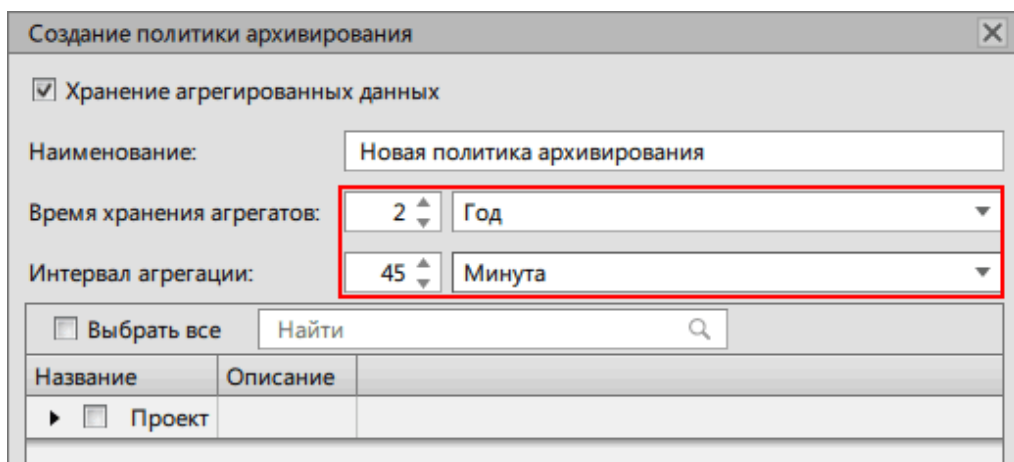 Создание политики архивирования
Хранение агрегированных данных
Наименование: Новая политика архивирования
Время хранения агрегатов: 2 Год
Интервал агрегации: 45 Минута
Выбрать все Найти
Название Описание
Проект